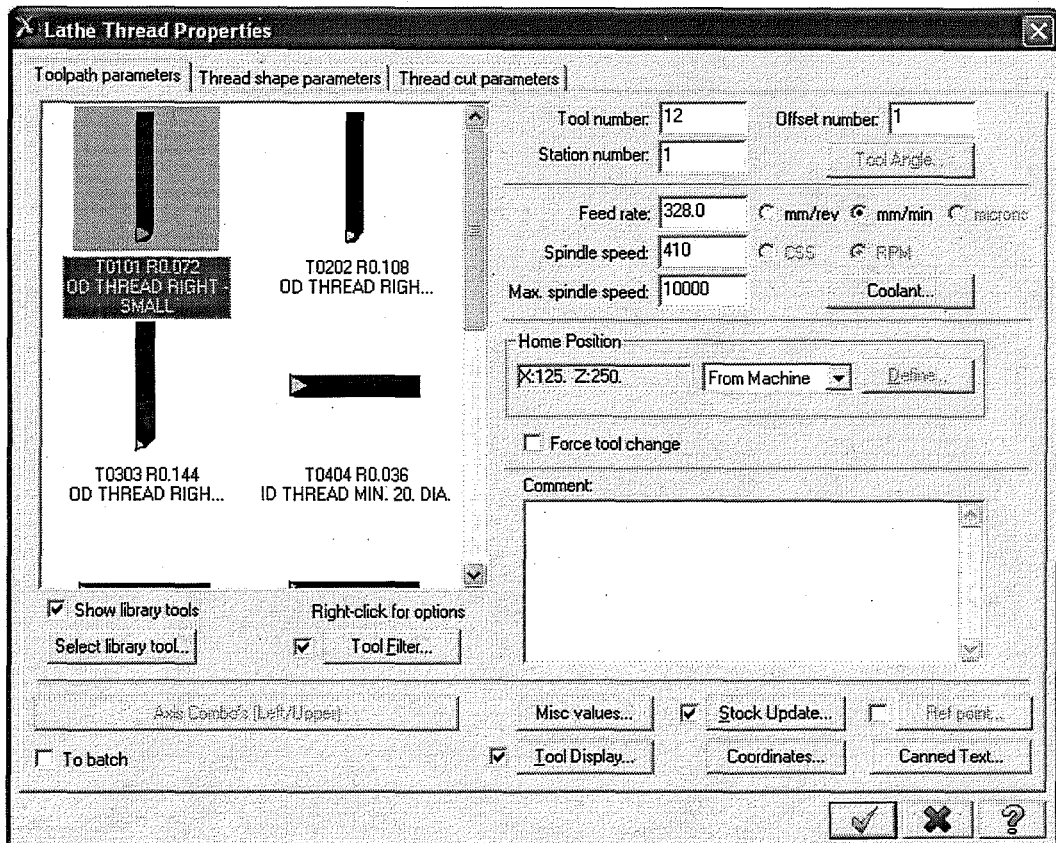 Lathe Thread Properties
Toolpath parameters
Thread shape parameters
Thread cut parameters
T0101 R0.072
OD THREAD RIGHT -
SMALL
T0202 R0.108
OD THREAD RIGH...
T0303 R0.144
OD THREAD RIGH...
T0404 R0.036
ID THREAD MIN. 20. DIA.
Show library tools
Right-click for options
Select library tool...
Tool Filter...
Tool number: 12
Offset number: 1
Station number: 1
Tool Angle...
Feed rate: 328.0 mm/rev mm/min microns
Spindle speed: 410 CSS RPM
Max. spindle speed: 10000
Coolant...
Home Position
X:125. Z:250.
From Machine
Define...
Force tool change
Comment:
Axis Combo's (Left/Upper)
Misc values...
Stock Update...
Ref point...
To batch
Tool Display...
Coordinates...
Canned Text...